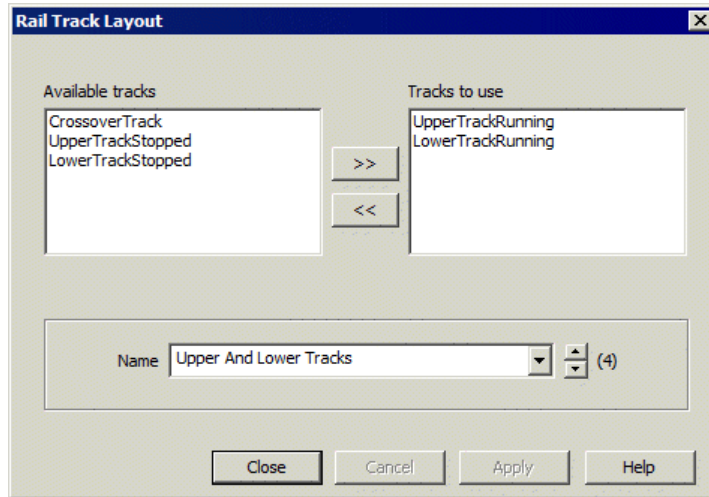 Rail Track Layout
Available tracks
Tracks to use
CrossoverTrack
UpperTrackStopped
LowerTrackStopped
>>
<<
UpperTrackRunning
LowerTrackRunning
Name
Upper And Lower Tracks
(4)
Close
Cancel
Apply
Help